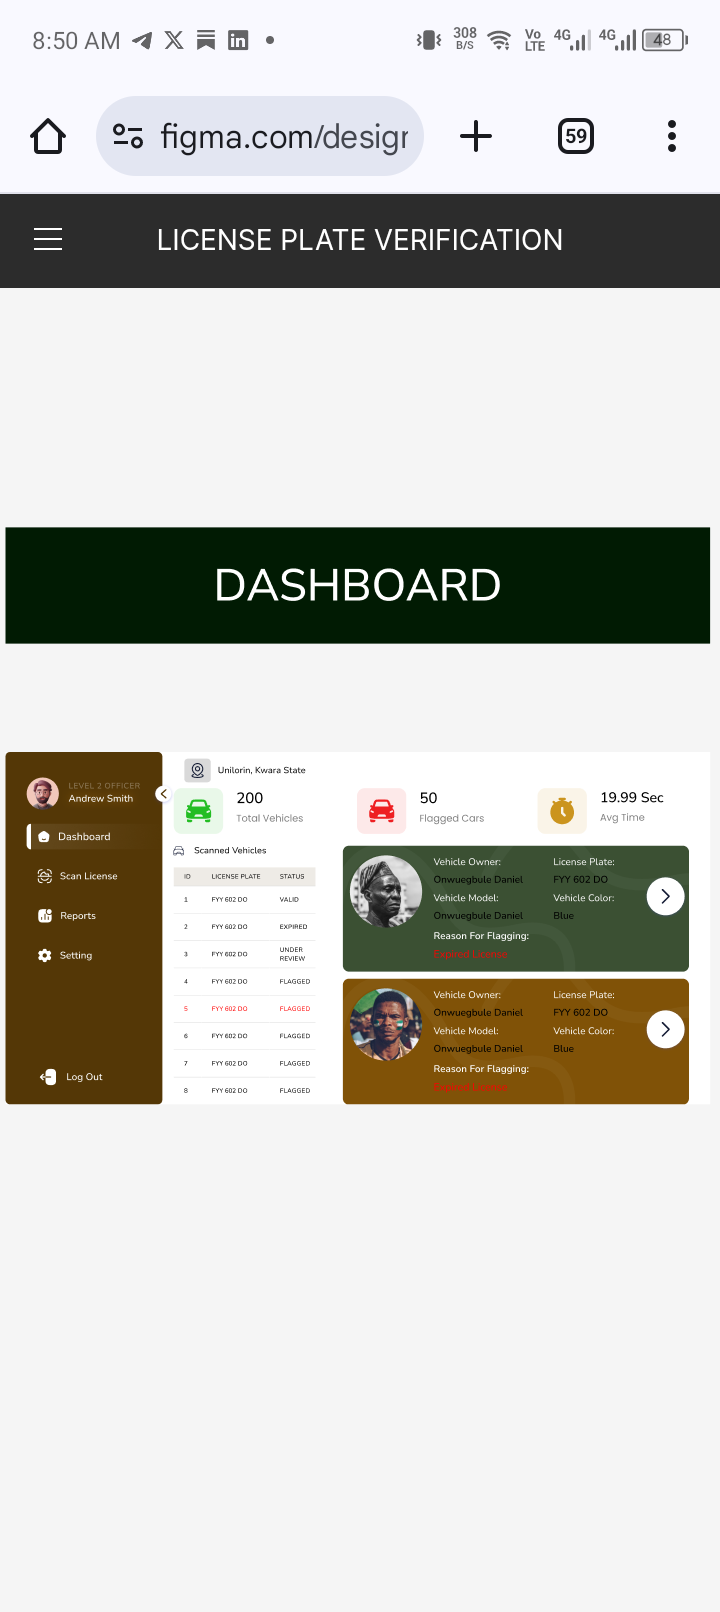 8:50 AM
308
B/S
Vo
LTE
4G
4G
48
figma.com/desigr
59
LICENSE PLATE VERIFICATION
DASHBOARD
LEVEL 2 OFFICER
Andrew Smith
Dashboard
Scan License
Reports
Setting
Log Out
Unilorin, Kwara State
200
Total Vehicles
50
Flagged Cars
19.99 Sec
Avg Time
Scanned Vehicles
ID LICENSE PLATE STATUS
1 FYY 602 DO VALID
2 FYY 602 DO EXPIRED
3 FYY 602 DO UNDER
REVIEW
4 FYY 602 DO FLAGGED
5 FYY 602 DO FLAGGED
6 FYY 602 DO FLAGGED
7 FYY 602 DO FLAGGED
8 FYY 602 DO FLAGGED
Vehicle Owner: License Plate:
Onwuegbule Daniel FYY 602 DO
Vehicle Model: Vehicle Color:
Onwuegbule Daniel Blue
Reason For Flagging:
Expired License
Vehicle Owner: License Plate:
Onwuegbule Daniel FYY 602 DO
Vehicle Model: Vehicle Color:
Onwuegbule Daniel Blue
Reason For Flagging:
Expired License